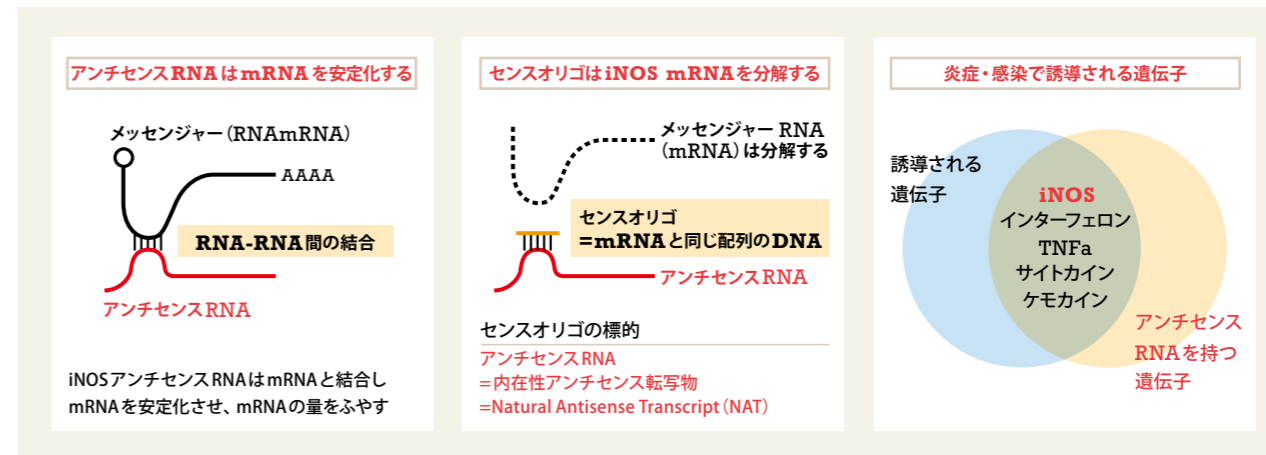 アンチセンスRNAはmRNAを安定化する
メッセンジャー（RNAmRNA）
AAAA
RNA-RNA間の結合
アンチセンスRNA
iNOSアンチセンスRNAはmRNAと結合し
mRNAを安定化させ、mRNAの量をふやす
センスオリゴはiNOS mRNAを分解する
メッセンジャー RNA
（mRNA）は分解する
センスオリゴ
=mRNAと同じ配列のDNA
アンチセンスRNA
センスオリゴの標的
アンチセンスRNA
=内在性アンチセンス転写物
=Natural Antisense Transcript（NAT）
炎症・感染で誘導される遺伝子
誘導される
遺伝子
iNOS
インターフェロン
TNFa
サイトカイン
ケモカイン
アンチセンス
RNAを持つ
遺伝子